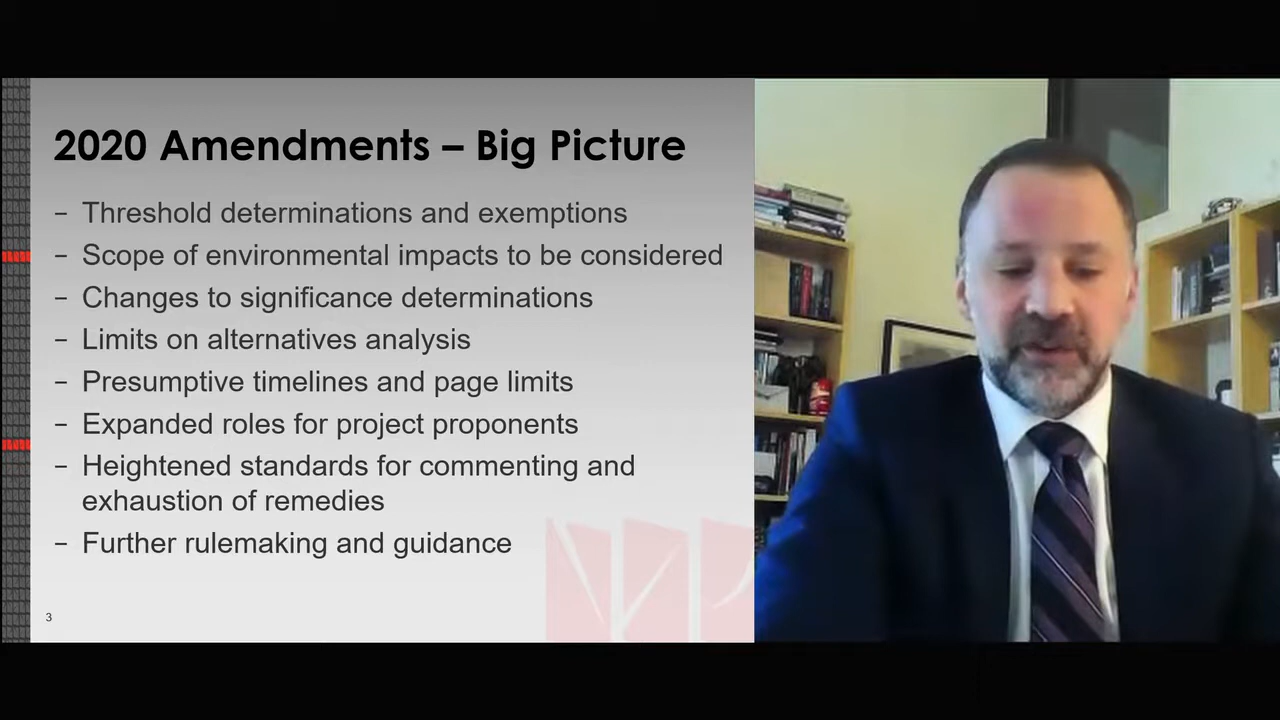 2020 Amendments – Big Picture
– Threshold determinations and exemptions
– Scope of environmental impacts to be considered
– Changes to significance determinations
– Limits on alternatives analysis
– Presumptive timelines and page limits
– Expanded roles for project proponents
– Heightened standards for commenting and
exhaustion of remedies
– Further rulemaking and guidance
3